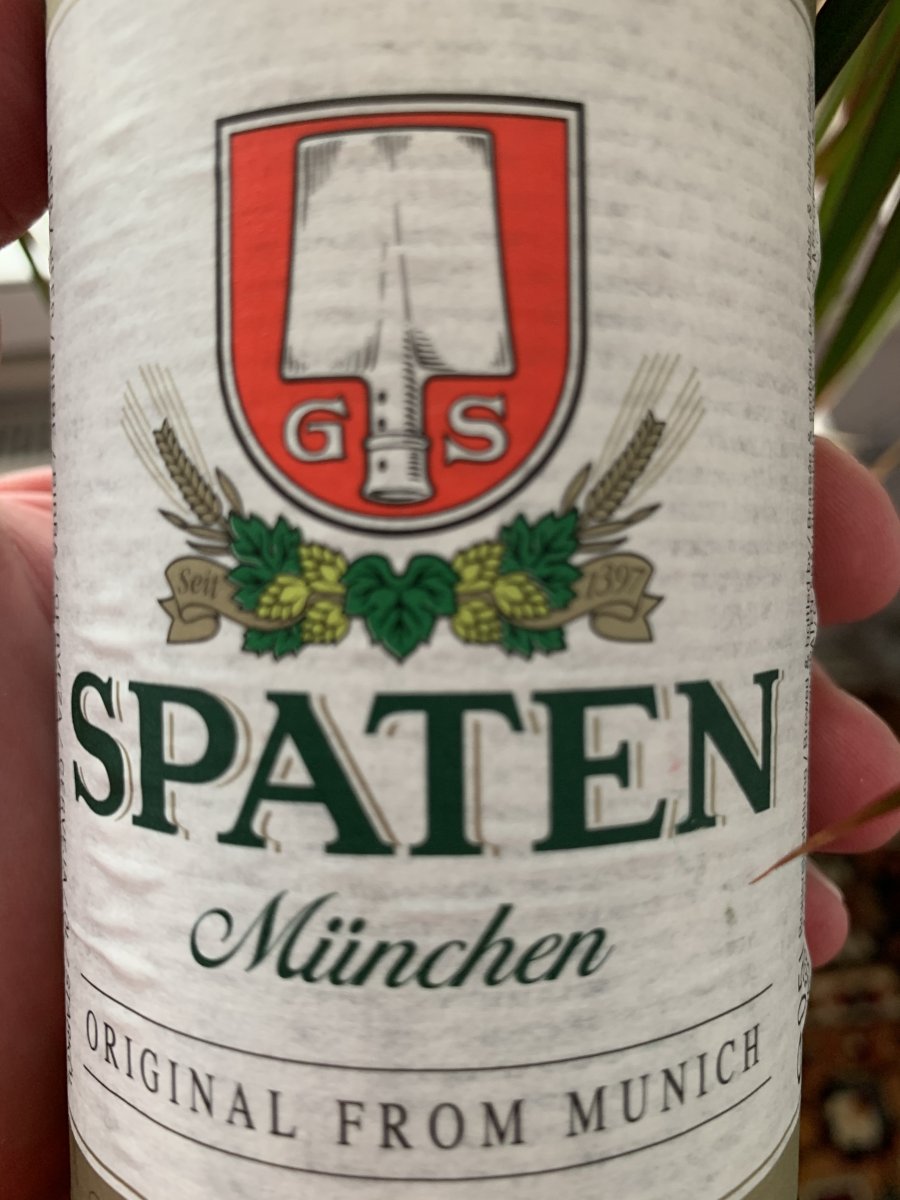 G S
Seit 1397
SPATEN
München
ORIGINAL FROM MUNICH